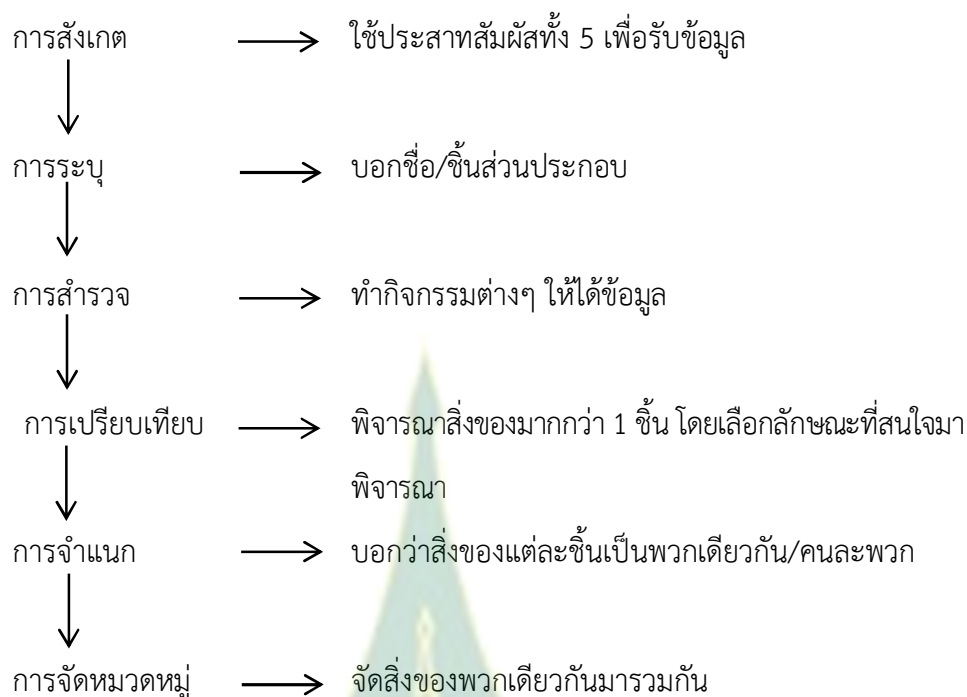 การสังเกต ใช้ประสาทสัมผัสทั้ง 5 เพื่อรับข้อมูล
การระบุ บอกชื่อ/ชิ้นส่วนประกอบ
การสำรวจ ทำกิจกรรมต่างๆ ให้ได้ข้อมูล
การเปรียบเทียบ พิจารณาสิ่งของมากกว่า 1 ชิ้น โดยเลือกลักษณะที่สนใจมา
พิจารณา
การจำแนก บอกว่าสิ่งของแต่ละชิ้นเป็นพวกเดียวกัน/คนละพวก
การจัดหมวดหมู่ จัดสิ่งของพวกเดียวกันมารวมกัน